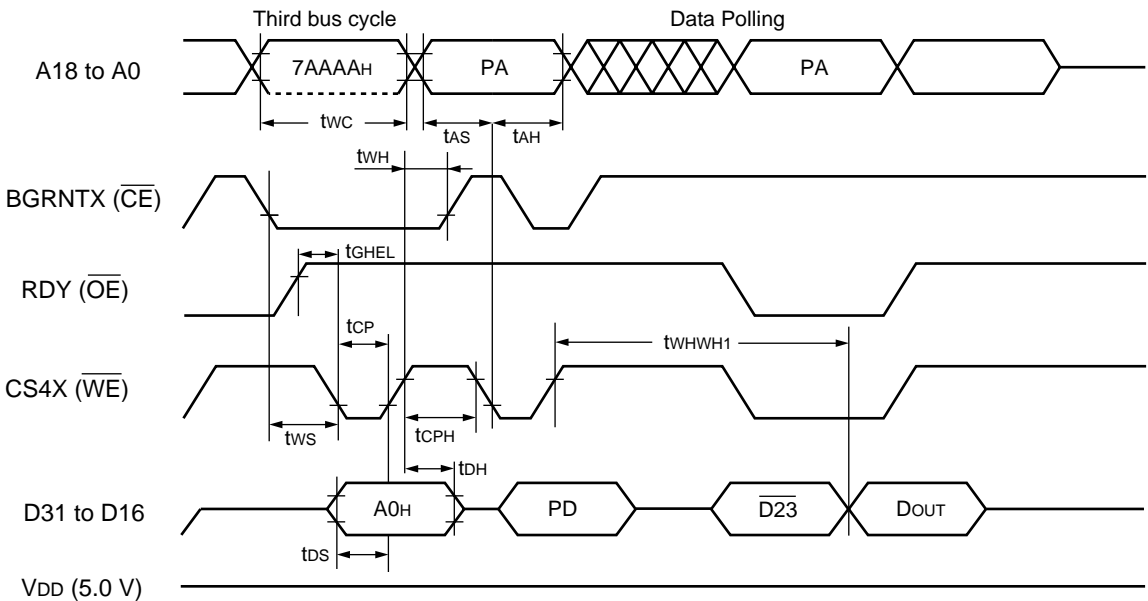 Third bus cycle
Data Polling
A18 to A0
7AAAAH
PA
PA
tWC
tAS
tAH
tWH
BGRNTX (CE)
tGHEL
RDY (OE)
tCP
tWHWH1
CS4X (WE)
tWS
tCPH
tDH
D31 to D16
A0H
PD
D23
DOUT
tDS
VDD (5.0 V)